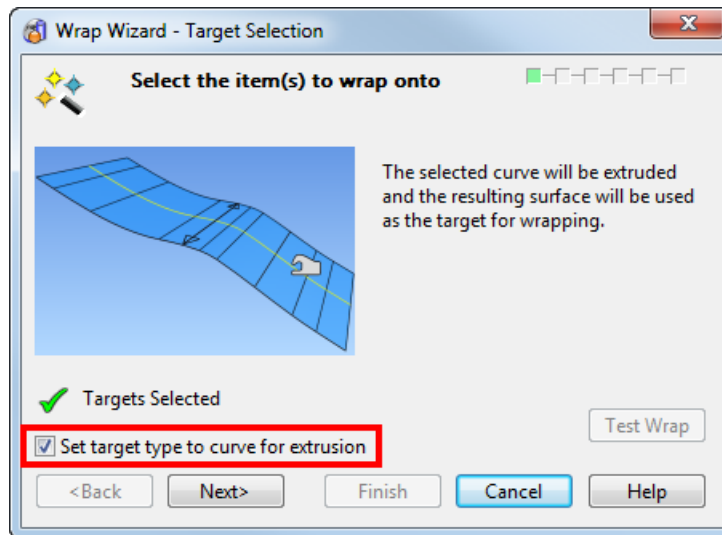 Wrap Wizard - Target Selection
Select the item(s) to wrap onto
The selected curve will be extruded
and the resulting surface will be used
as the target for wrapping.
Targets Selected
Test Wrap
Set target type to curve for extrusion
<Back Next> Finish Cancel Help